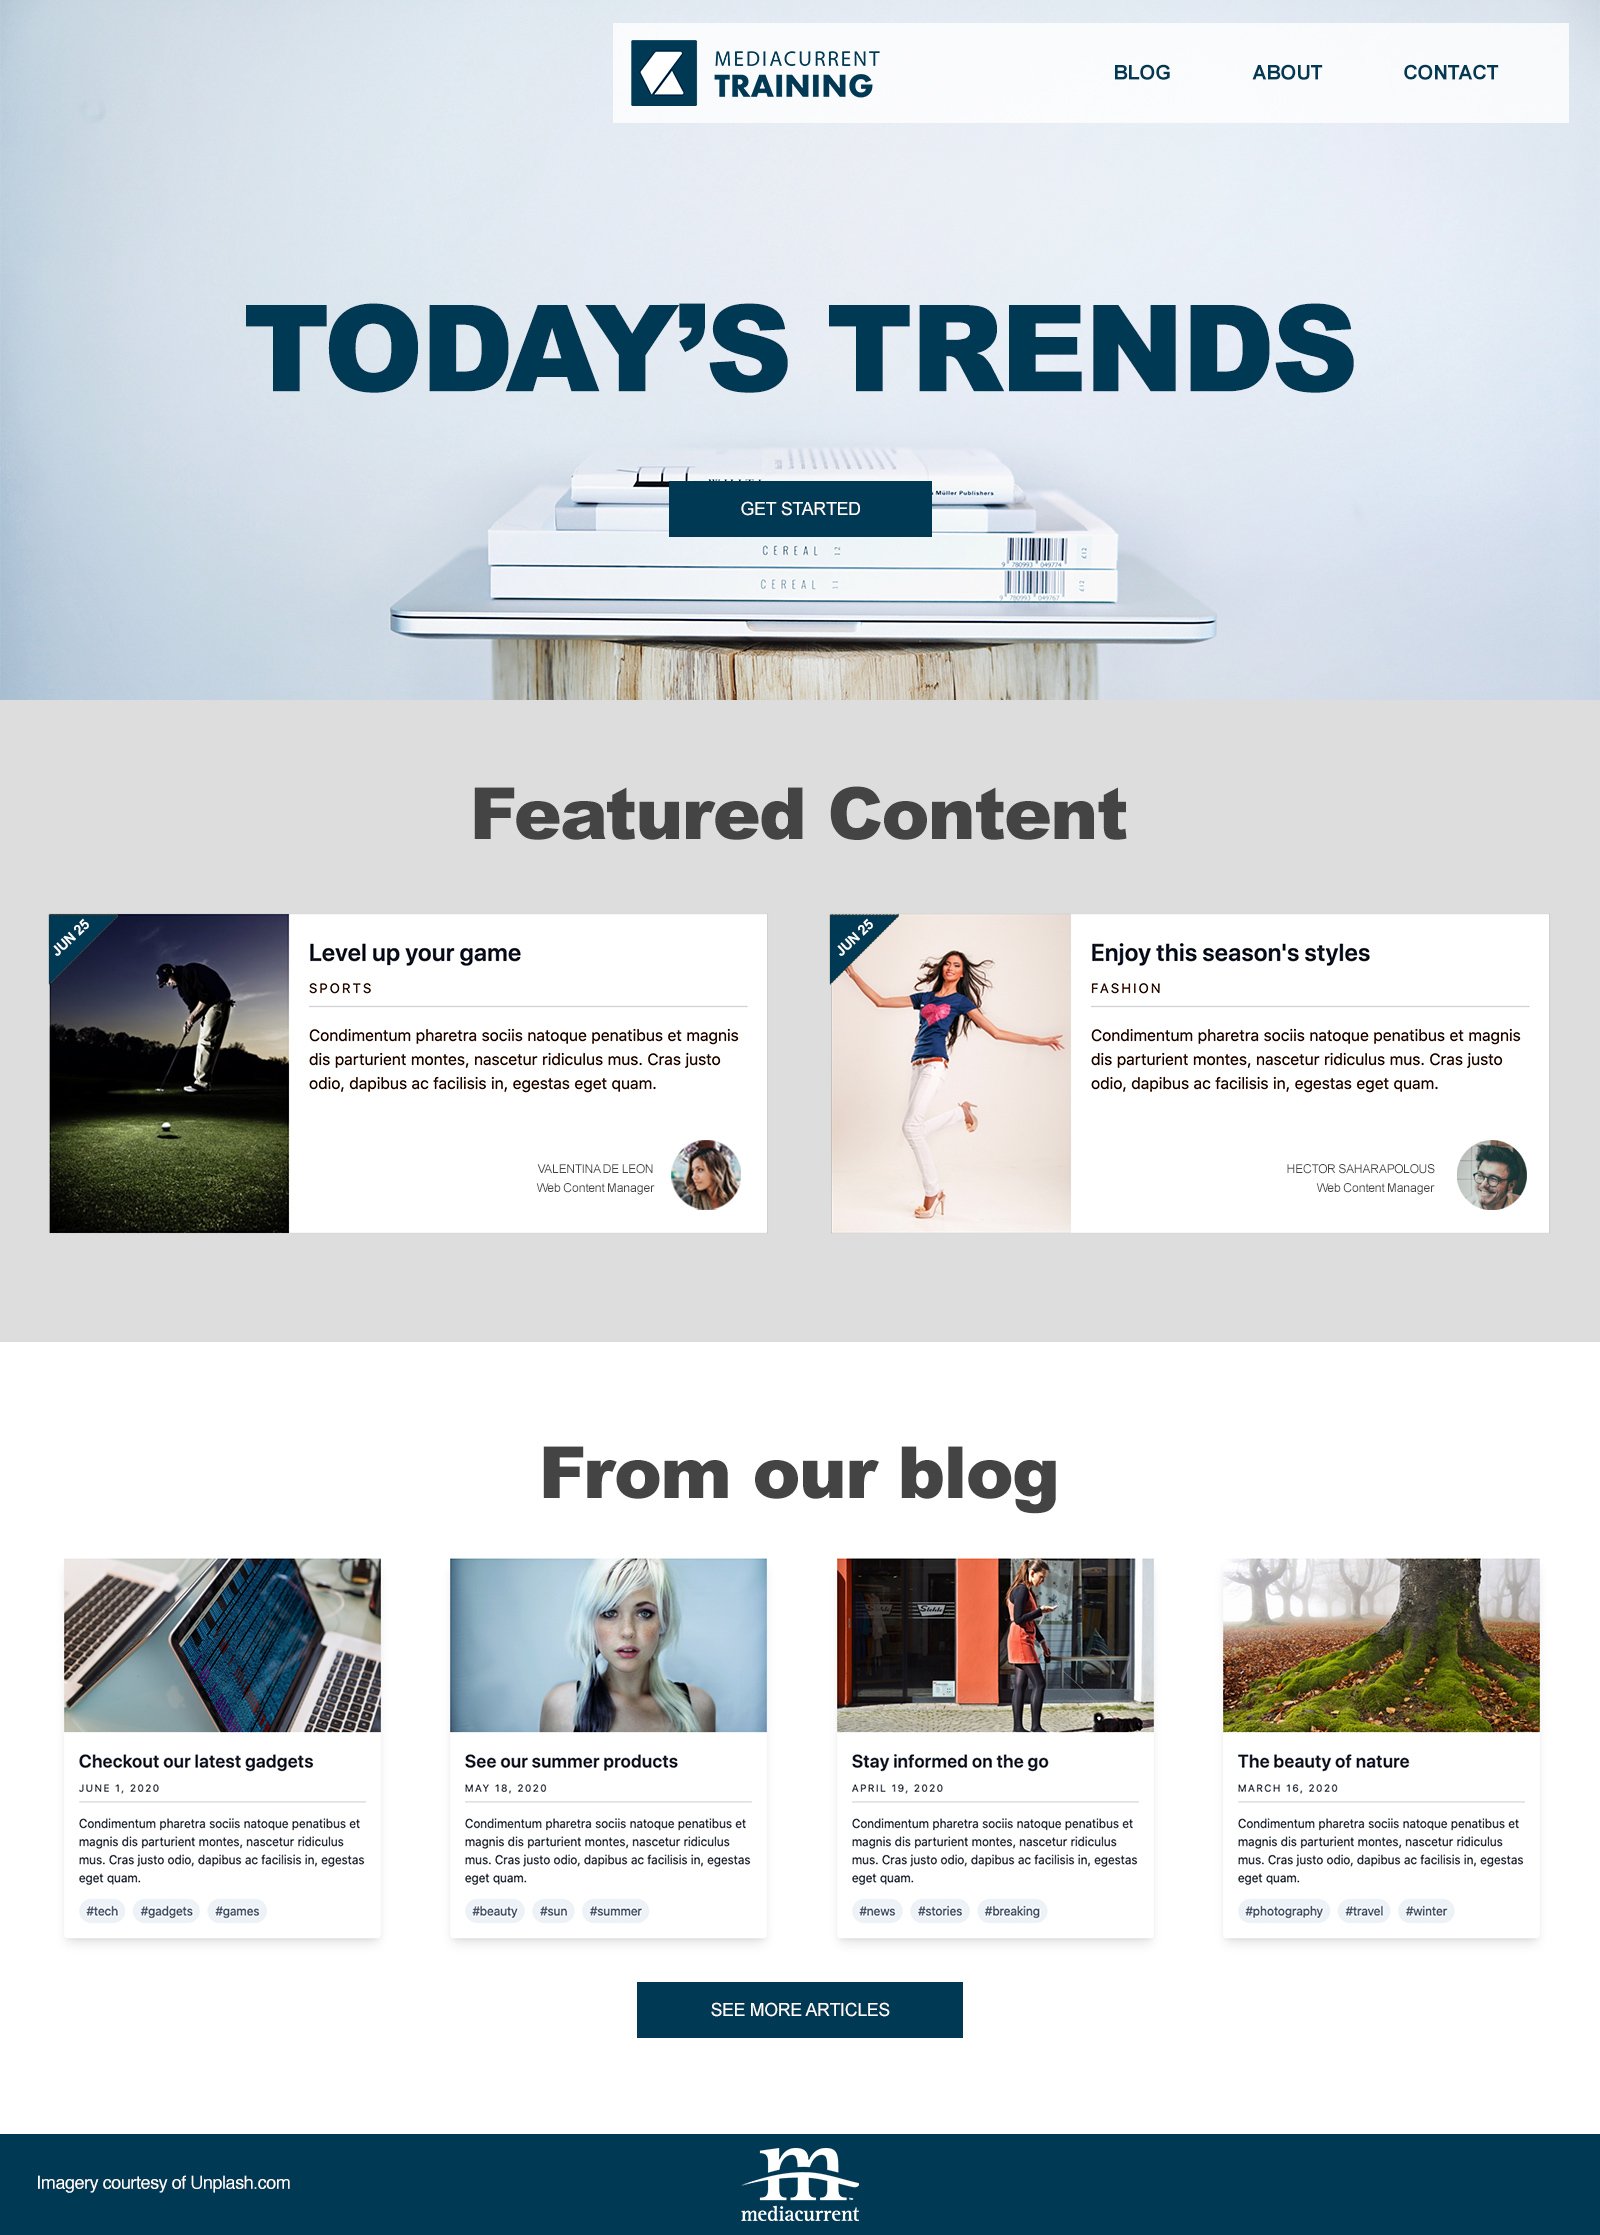 MEDIACURRENT
TRAINING
BLOG
ABOUT
CONTACT
TODAY’S TRENDS
Müller Publishers
GET STARTED
CEREAL 12
9 780993 049774
CEREAL 11
9 780993 049767
Featured Content
JUN 25
Level up your game
SPORTS
Condimentum pharetra sociis natoque penatibus et magnis
dis parturient montes, nascetur ridiculus mus. Cras justo
odio, dapibus ac facilisis in, egestas eget quam.
VALENTINA DE LEON
Web Content Manager
JUN 25
Enjoy this season's styles
FASHION
Condimentum pharetra sociis natoque penatibus et magnis
dis parturient montes, nascetur ridiculus mus. Cras justo
odio, dapibus ac facilisis in, egestas eget quam.
HECTOR SAHARAPOLOUS
Web Content Manager
From our blog
Checkout our latest gadgets
JUNE 1, 2020
Condimentum pharetra sociis natoque penatibus et
magnis dis parturient montes, nascetur ridiculus
mus. Cras justo odio, dapibus ac facilisis in, egestas
eget quam.
#tech #gadgets #games
See our summer products
MAY 18, 2020
Condimentum pharetra sociis natoque penatibus et
magnis dis parturient montes, nascetur ridiculus
mus. Cras justo odio, dapibus ac facilisis in, egestas
eget quam.
#beauty #sun #summer
Stay informed on the go
APRIL 19, 2020
Condimentum pharetra sociis natoque penatibus et
magnis dis parturient montes, nascetur ridiculus
mus. Cras justo odio, dapibus ac facilisis in, egestas
eget quam.
#news #stories #breaking
The beauty of nature
MARCH 16, 2020
Condimentum pharetra sociis natoque penatibus et
magnis dis parturient montes, nascetur ridiculus
mus. Cras justo odio, dapibus ac facilisis in, egestas
eget quam.
#photography #travel #winter
SEE MORE ARTICLES
Imagery courtesy of Unplash.com
m
mediacurrent